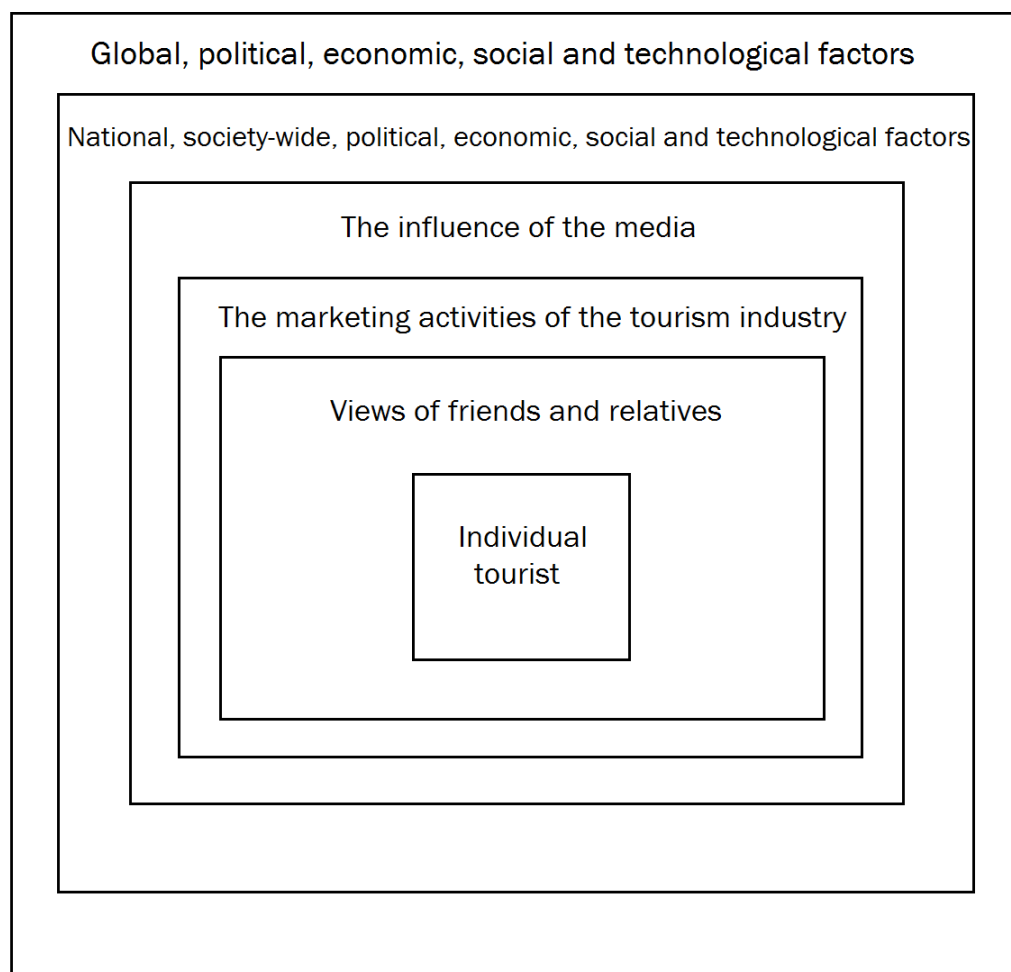 Global, political, economic, social and technological factors
National, society-wide, political, economic, social and technological factors
The influence of the media
The marketing activities of the tourism industry
Views of friends and relatives
Individual
tourist